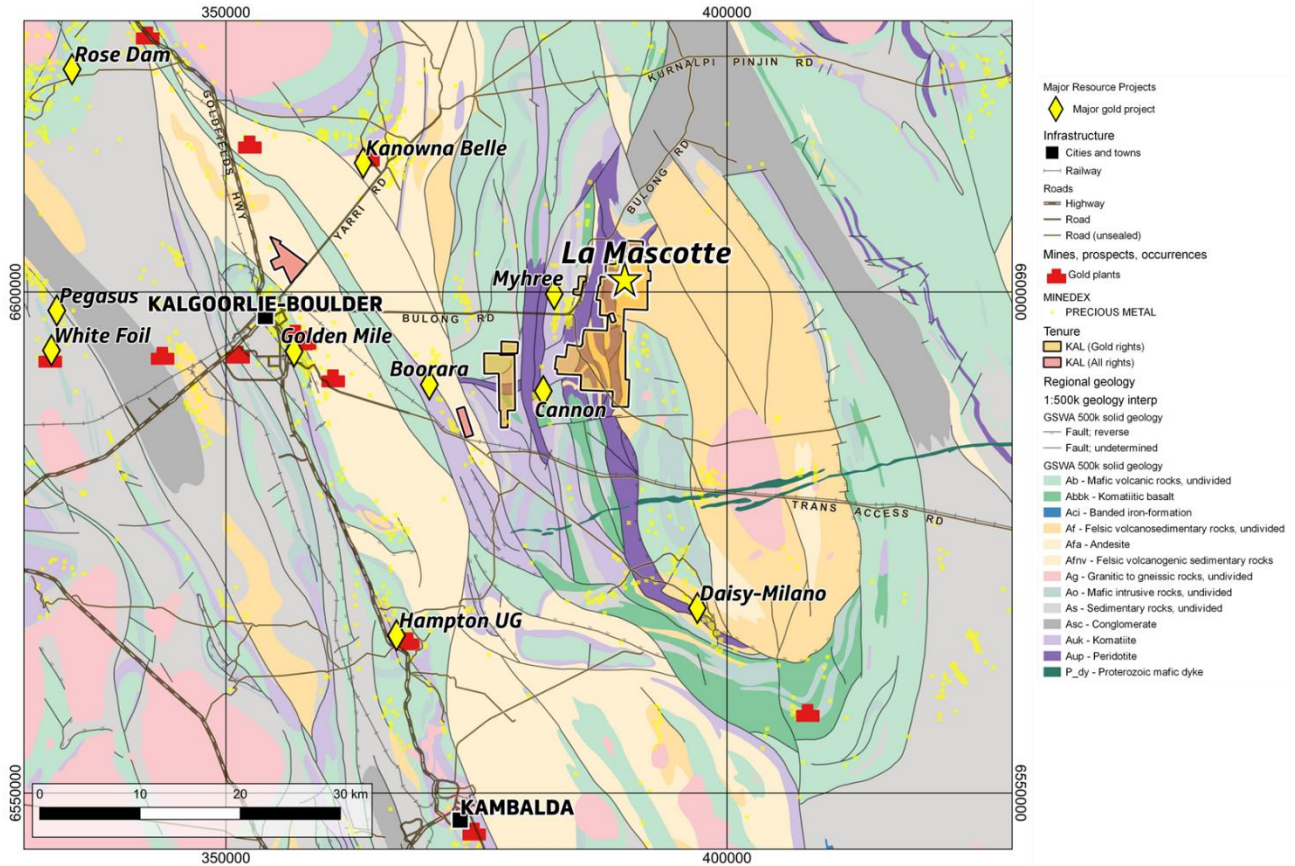 350000
400000
Rose Dam
KURNALPI PINJIN RD
GOLDFIELDS HWY
Kanowna Belle
YARRI RD
BULONG RD
La Mascotte
Myhree
6600000
6600000
Pegasus
KALGOORLIE-BOULDER
BULONG RD
White Foil
Golden Mile
Boorara
Cannon
TRANS ACCESS RD
Daisy-Milano
Hampton UG
6550000
6550000
0 10 20 30 km
KAMBALDA
350000
400000
Major Resource Projects
Major gold project
Infrastructure
Cities and towns
Railway
Roads
Highway
Road
Road (unsealed)
Mines, prospects, occurrences
Gold plants
MINEDEX
PRECIOUS METAL
Tenure
KAL (Gold rights)
KAL (All rights)
Regional geology
1:500k geology interp
GSWA 500k solid geology
Fault; reverse
Fault; undetermined
GSWA 500k solid geology
Ab - Mafic volcanic rocks, undivided
Abbk - Komatiitic basalt
Aci - Banded iron-formation
Af - Felsic volcanosedimentary rocks, undivided
Afa - Andesite
Afnv - Felsic volcanogenic sedimentary rocks
Ag - Granitic to gneissic rocks, undivided
Ao - Mafic intrusive rocks, undivided
As - Sedimentary rocks, undivided
Asc - Conglomerate
Auk - Komatiite
Aup - Peridotite
P_dy - Proterozoic mafic dyke